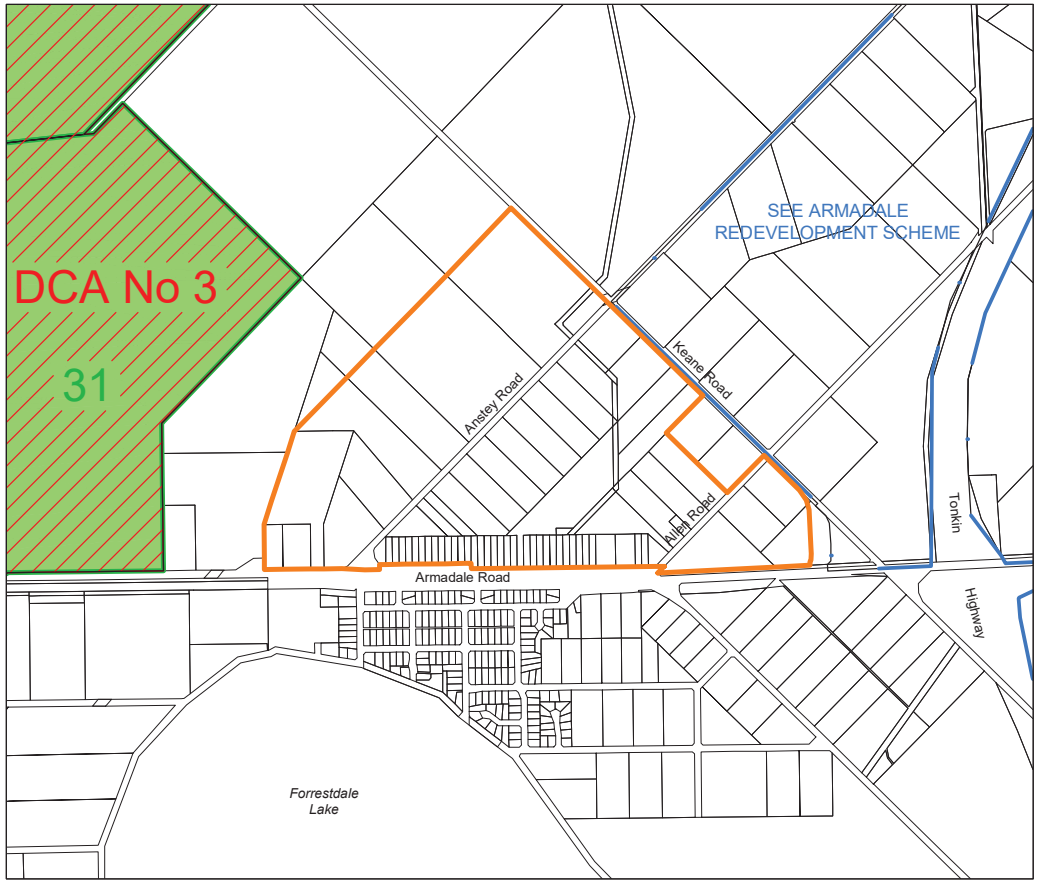 SEE ARMADALE
REDEVELOPMENT SCHEME
DCA No 3
31
Keane Road
Anstey Road
Allen Road
Tonkin
Highway
Armadale Road
Forrestdale
Lake